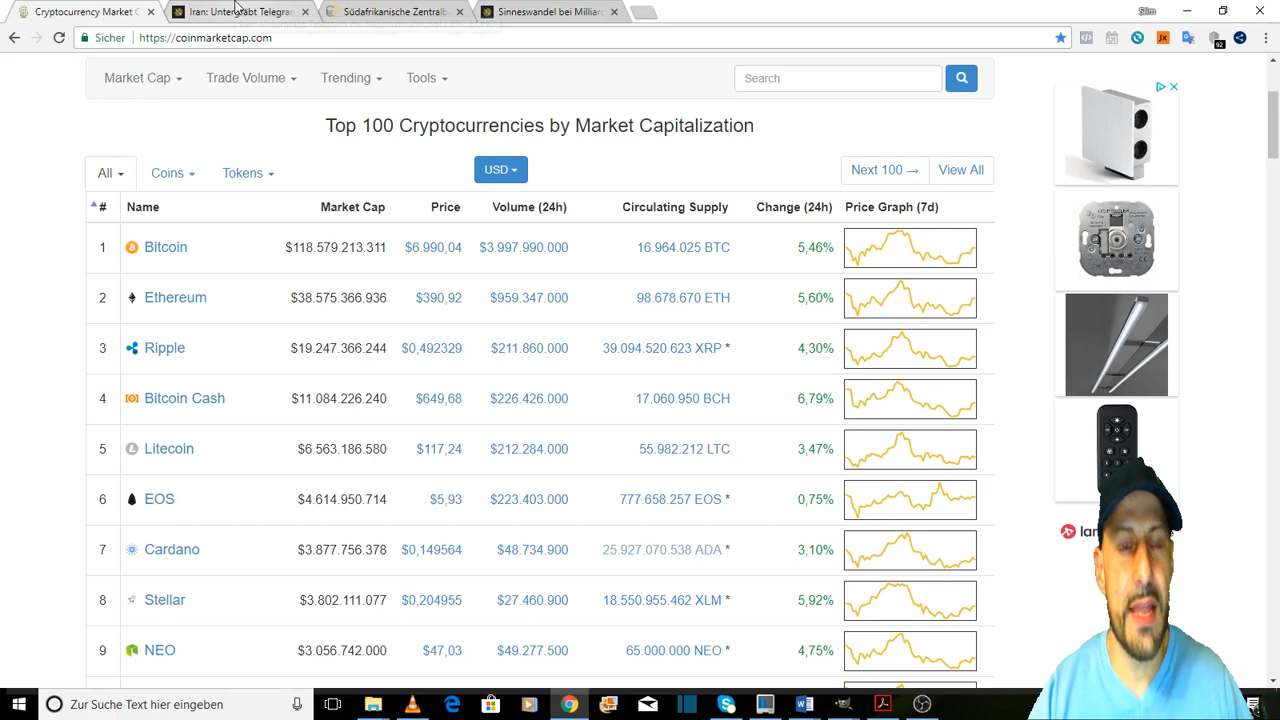 Cryptocurrency Market C
Iran: Untergräbt Telegram
Südafrikanische Zentralb
Sinneswandel bei Milliar
Slim
Sicher
https://coinmarketcap.com
92
Market Cap
Trade Volume
Trending
Tools
Search
Top 100 Cryptocurrencies by Market Capitalization
All
Coins
Tokens
USD
Next 100 →
View All
# Name Market Cap Price Volume (24h) Circulating Supply Change (24h) Price Graph (7d)
1 Bitcoin $118.579.213.311 $6.990,04 $3.997.990.000 16.964.025 BTC 5,46%
2 Ethereum $38.575.366.936 $390,92 $959.347.000 98.678.670 ETH 5,60%
3 Ripple $19.247.366.244 $0,492329 $211.860.000 39.094.520.623 XRP * 4,30%
4 Bitcoin Cash $11.084.226.240 $649,68 $226.426.000 17.060.950 BCH 6,79%
5 Litecoin $6.563.186.580 $117,24 $212.284.000 55.982.212 LTC 3,47%
6 EOS $4.614.950.714 $5,93 $223.403.000 777.658.257 EOS * 0,75%
7 Cardano $3.877.756.378 $0,149564 $48.734.900 25.927.070.538 ADA * 3,10%
8 Stellar $3.802.111.077 $0,204955 $27.460.900 18.550.955.462 XLM * 5,92%
9 NEO $3.056.742.000 $47,03 $49.277.500 65.000.000 NEO * 4,75%
Zur Suche Text hier eingeben